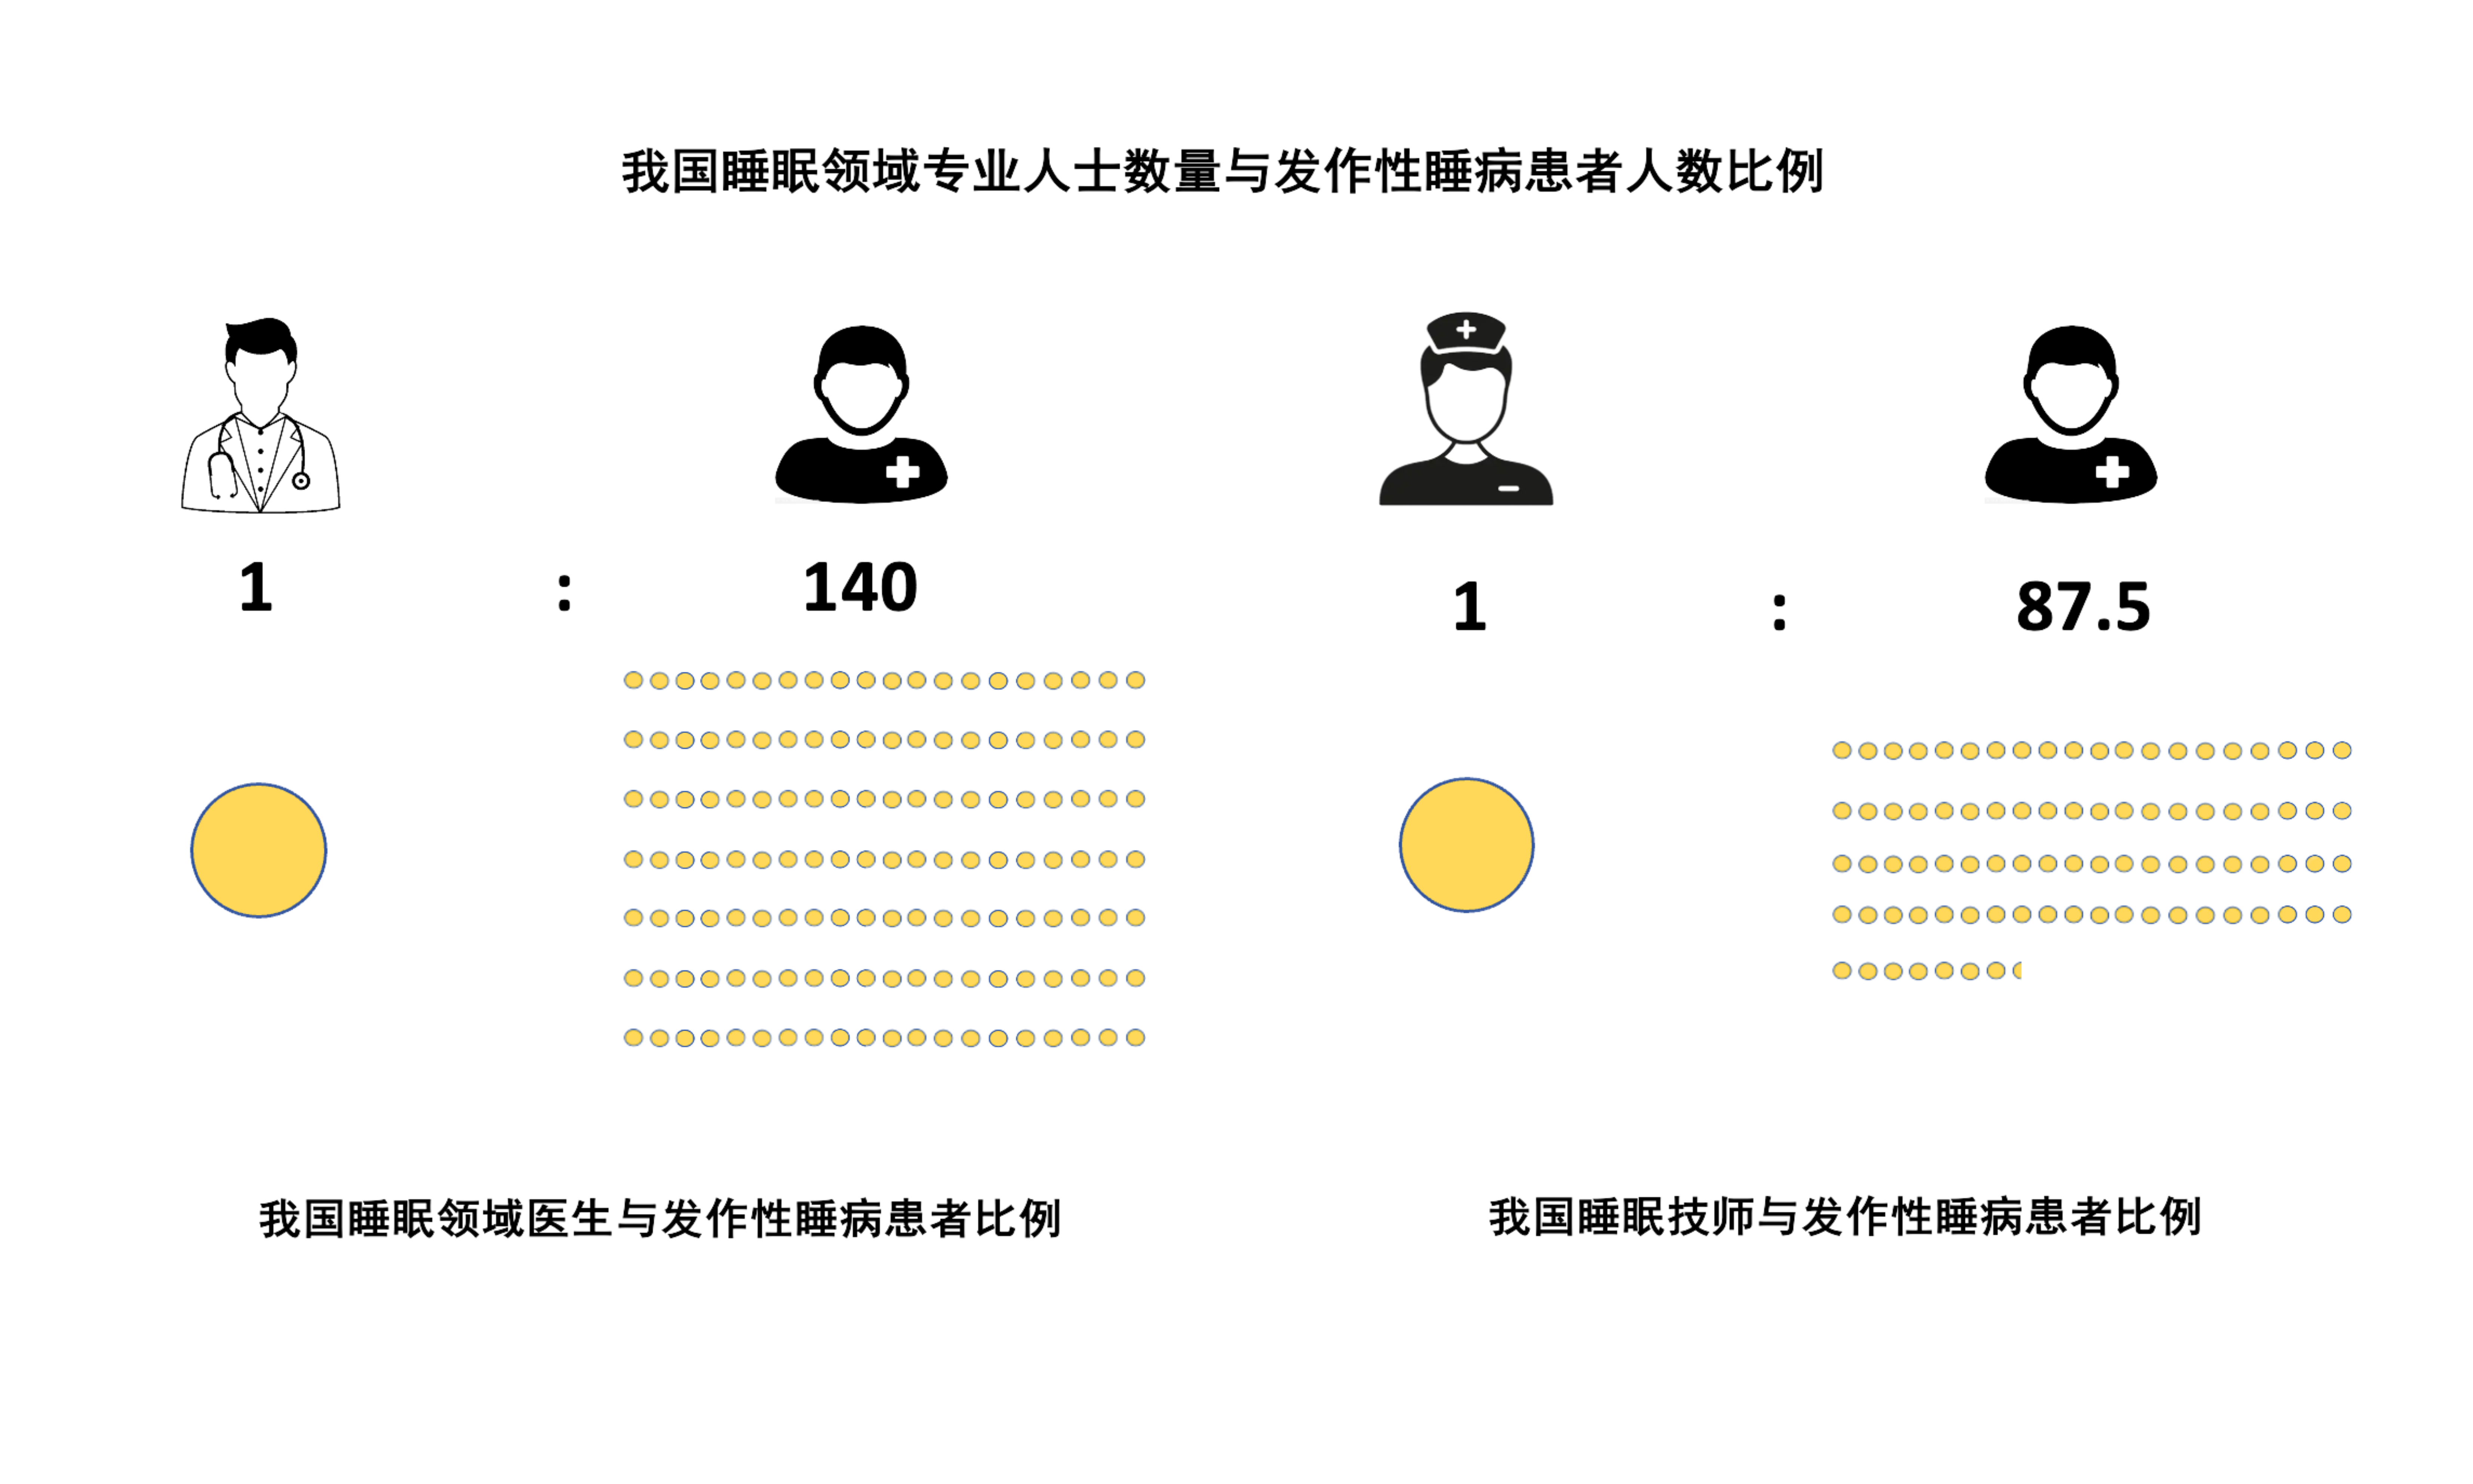 我国睡眠领域专业人士数量与发作性睡病患者人数比例
1 : 140
1 : 87.5
我国睡眠领域医生与发作性睡病患者比例
我国睡眠技师与发作性睡病患者比例